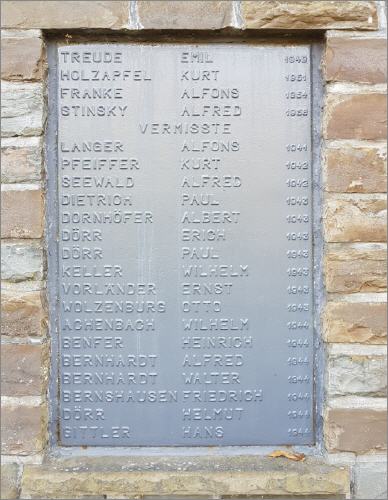 TREUDE EMIL 1949
HOLZAPFEL KURT 1951
FRANKE ALFONS 1954
STINSKY ALFRED
VERMISSTE
LANGER ALFONS 1941
PFEIFFER KURT 1942
SEEWALD ALFRED 1942
DIETRICH PAUL 1943
DORNHÖFER ALBERT 1943
DÖRR ERICH 1943
DÖRR PAUL 1943
KELLER WILHELM 1943
VORLÄNDER ERNST 1943
WOLZENBURG OTTO 1943
ACHENBACH WILHELM 1944
BENFER HEINRICH 1944
BERNHARDT ALFRED 1944
BERNHARDT WALTER 1944
BERNSHAUSEN FRIEDRICH 1944
DÖRR HELMUT 1944
SITTLER HANS 1944